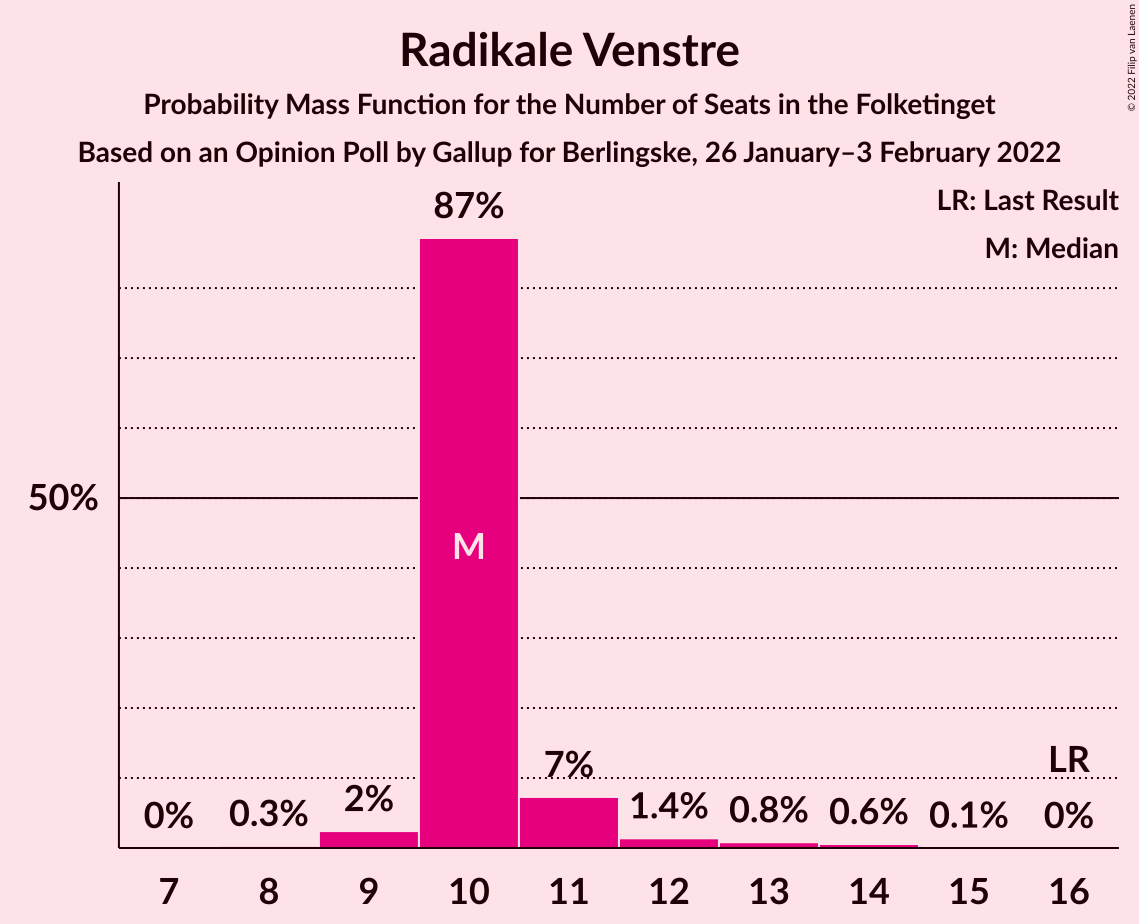 Radikale Venstre
Probability Mass Function for the Number of Seats in the Folketinget
Based on an Opinion Poll by Gallup for Berlingske, 26 January–3 February 2022
© 2022 Filip van Laenen
LR: Last Result
M: Median
87%
50%
M
LR
0%
0.3%
2%
7%
1.4%
0.8%
0.6%
0.1%
0%
7 8 9 10 11 12 13 14 15 16